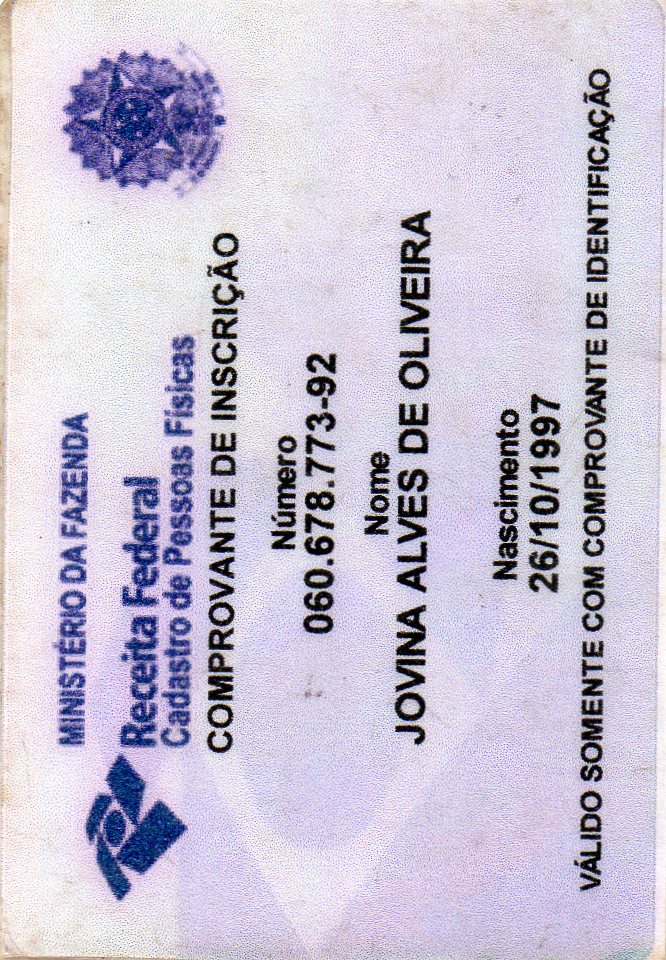 MINISTÉRIO DA FAZENDA
Receita Federal
Cadastro de Pessoas Físicas
COMPROVANTE DE INSCRIÇÃO
Número
060.678.773-92
Nome
JOVINA ALVES DE OLIVEIRA
Nascimento
26/10/1997
VÁLIDO SOMENTE COM COMPROVANTE DE IDENTIFICAÇÃO